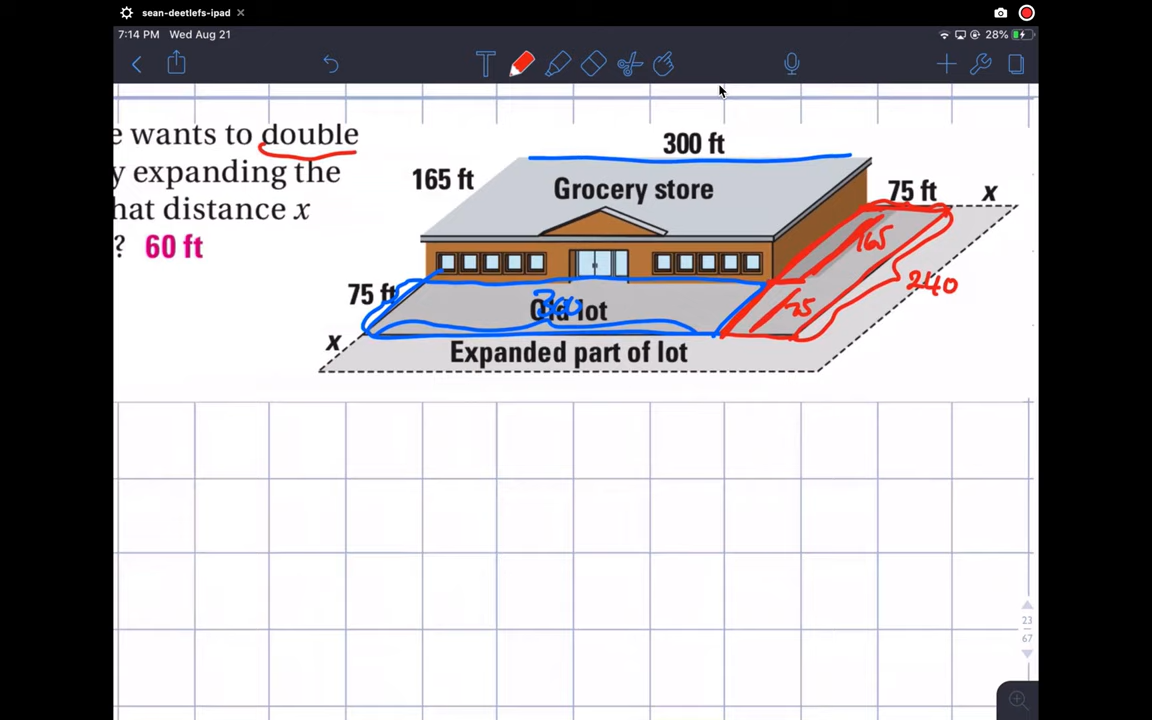 sean-deetlefs-ipad
7:14 PM Wed Aug 21
28%
T
e wants to double
y expanding the
hat distance x
? 60 ft
300 ft
165 ft
Grocery store
75 ft
x
165
240
75 ft
300
Old lot
75
x
Expanded part of lot
23
67